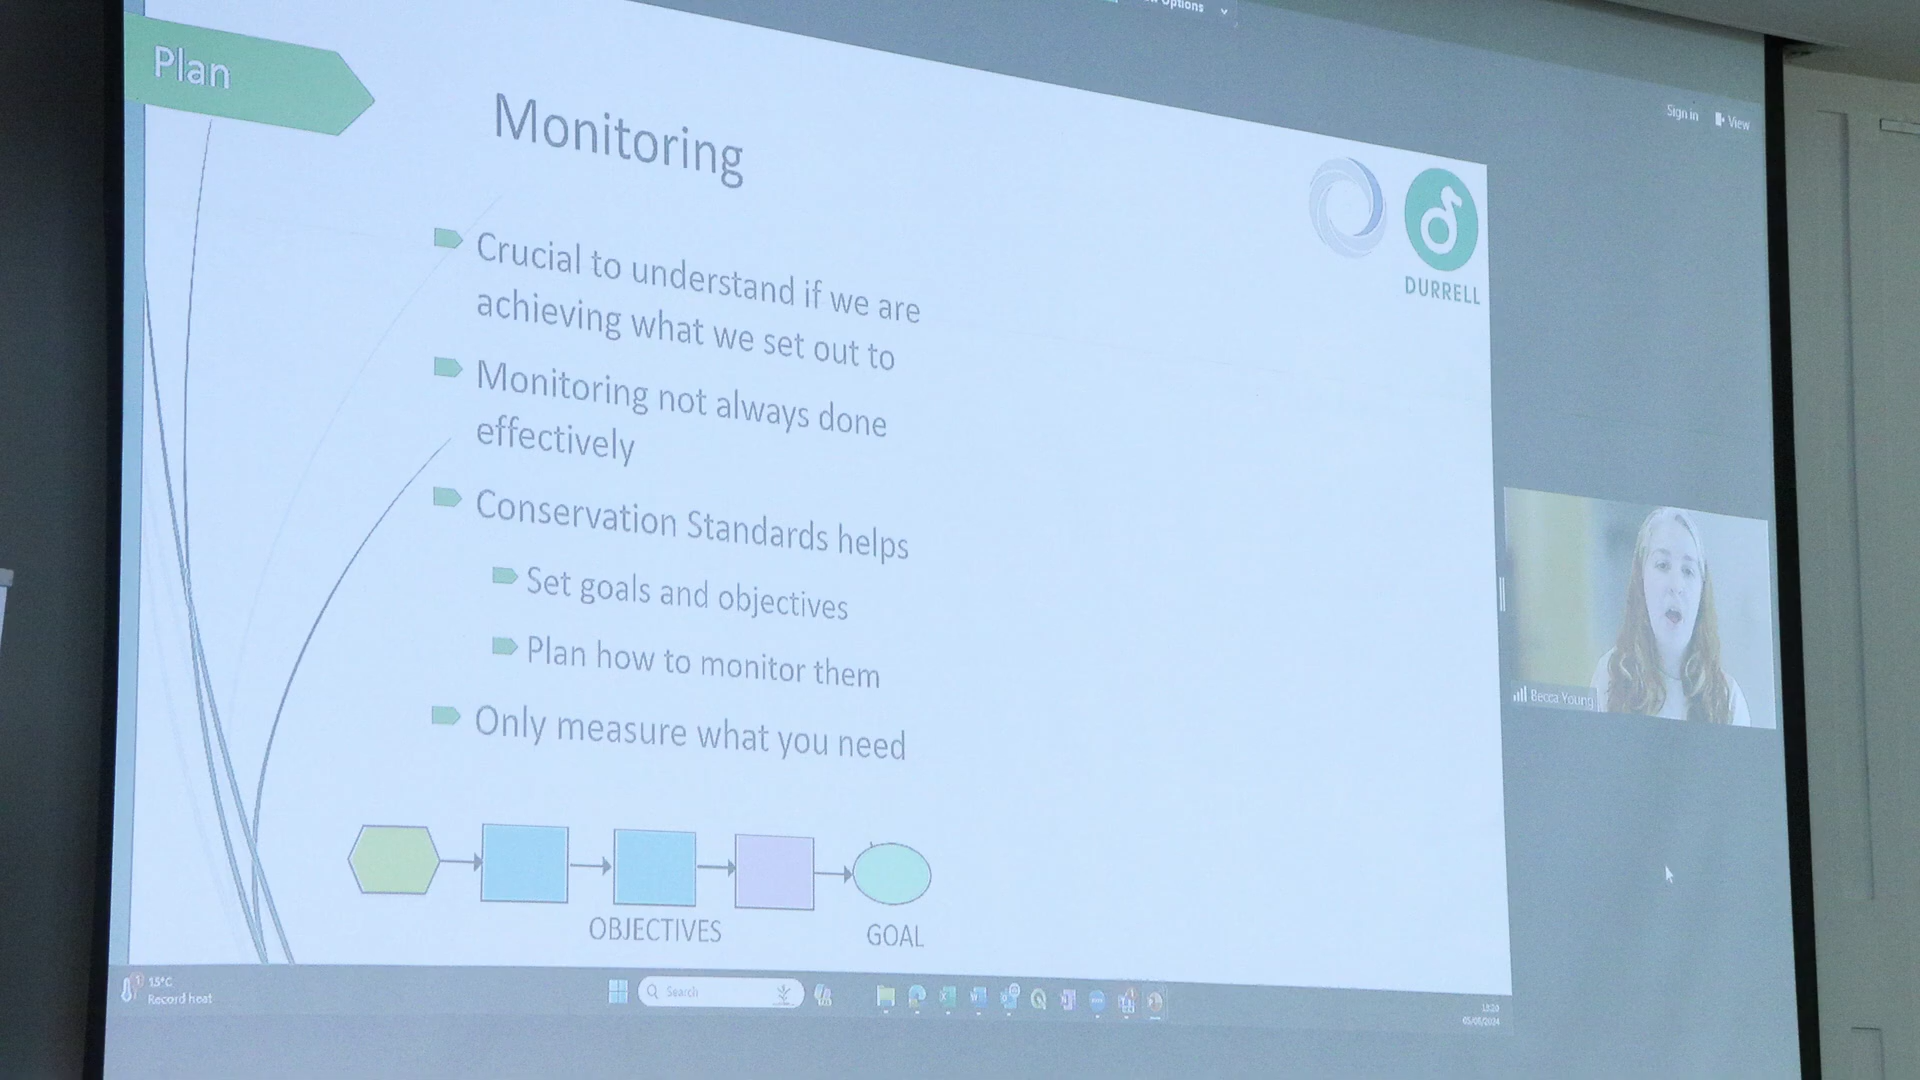 Options
Sign in
View
Plan
Monitoring
DURRELL
Crucial to understand if we are
achieving what we set out to
Monitoring not always done
effectively
Conservation Standards helps
Set goals and objectives
Plan how to monitor them
Only measure what you need
OBJECTIVES
GOAL
Becca Young
15°C
Record heat
Search